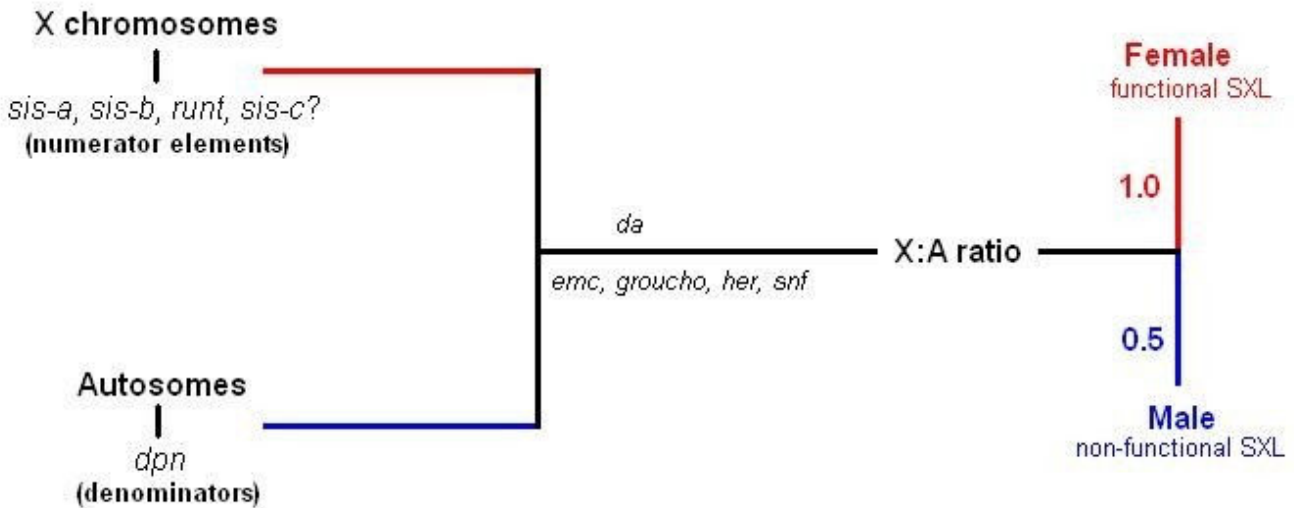 X chromosomes
sis-a, sis-b, runt, sis-c?
(numerator elements)
Female
functional SXL
1.0
da
X:A ratio
emc, groucho, her, snf
0.5
Autosomes
dpn
(denominators)
Male
non-functional SXL